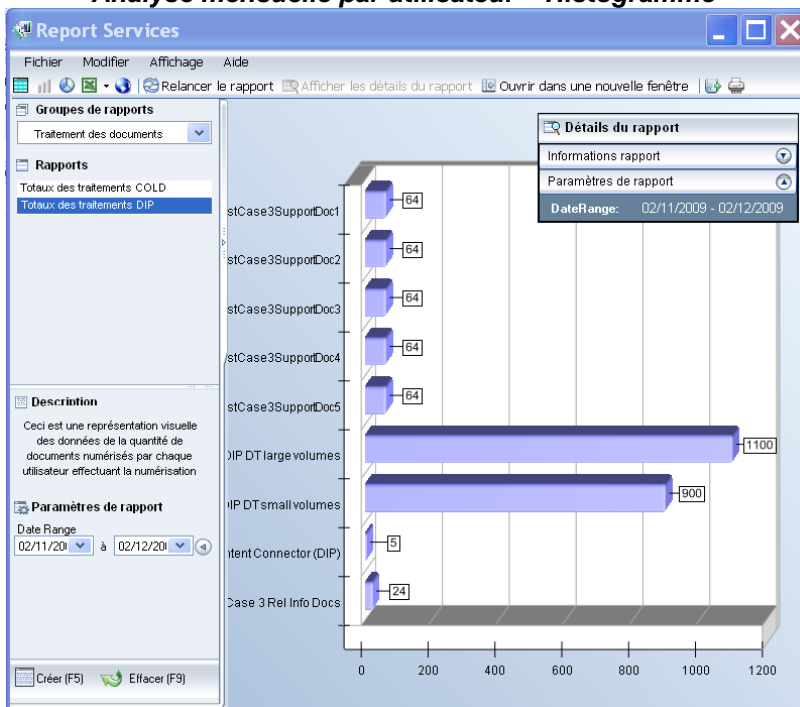 Analyse mensuelle par utilisateur – Histogramme
Report Services
Fichier Modifier Affichage Aide
Relancer le rapport Afficher les détails du rapport Ouvrir dans une nouvelle fenêtre
Groupes de rapports
Traitement des documents
Rapports
Totaux des traitements COLD
Totaux des traitements DIP
Description
Ceci est une représentation visuelle
des données de la quantité de
documents numérisés par chaque
utilisateur effectuant la numérisation
Paramètres de rapport
Date Range
02/11/20 à 02/12/20
Créer (F5) Effacer (F9)
Détails du rapport
Informations rapport
Paramètres de rapport
DateRange: 02/11/2009 - 02/12/2009
stCase3SupportDoc1 64
stCase3SupportDoc2 64
stCase3SupportDoc3 64
stCase3SupportDoc4 64
stCase3SupportDoc5 64
DIP DT large volumes 1100
DIP DT small volumes 900
ntent Connector (DIP) 5
Case 3 Rel Info Docs 24
0 200 400 600 800 1000 1200